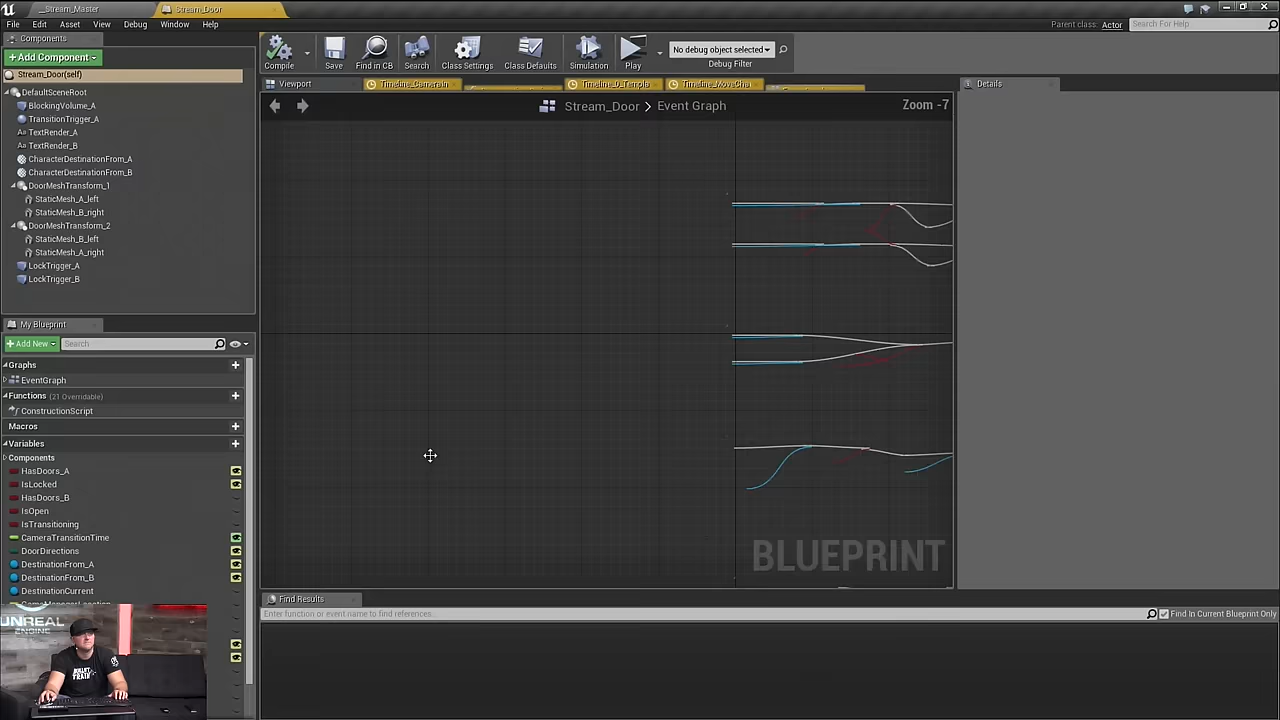 _Stream_Master
Stream_Door
File Edit Asset View Debug Window Help
Parent class: Actor
Search For Help
Components
+Add Component
Stream_Door(self)
DefaultSceneRoot
BlockingVolume_A
TransitionTrigger_A
TextRender_A
TextRender_B
CharacterDestinationFrom_A
CharacterDestinationFrom_B
DoorMeshTransform_1
StaticMesh_A_left
StaticMesh_B_right
DoorMeshTransform_2
StaticMesh_B_left
StaticMesh_A_right
LockTrigger_A
LockTrigger_B
Compile Save Find in CB Search Class Settings Class Defaults Simulation Play
No debug object selected
Debug Filter
Viewport
Timeline_CameraIn
Timeline_0_Templa
Timeline_Move_Cha
Details
Stream_Door > Event Graph
Zoom -7
BLUEPRINT
My Blueprint
+Add New
Search
Graphs
EventGraph
Functions (21 Overridable)
ConstructionScript
Macros
Variables
Components
HasDoors_A
IsLocked
HasDoors_B
IsOpen
IsTransitioning
CameraTransitionTime
DoorDirections
DestinationFrom_A
DestinationFrom_B
DestinationCurrent
Find Results
Enter function or event name to find references.
Find In Current Blueprint Only
UNREAL
ENGINE
BULLET
TRAIN